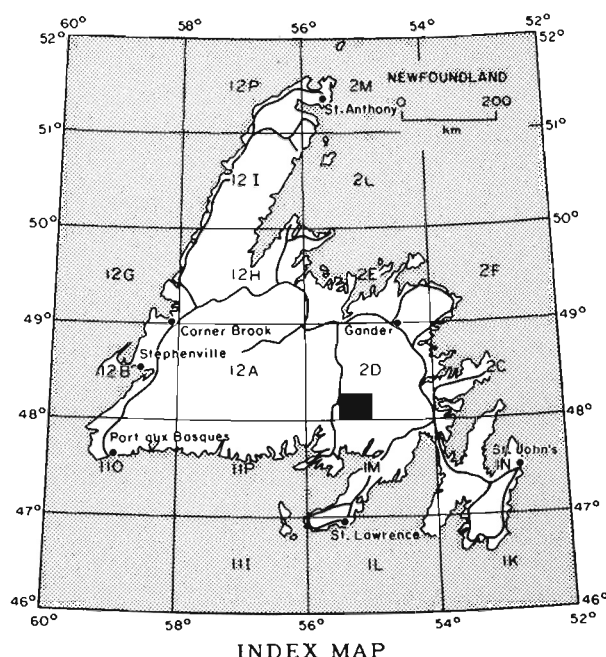 60° 58° 56° 54° 52°
52° 52°
12P 2M NEWFOUNDLAND
St. Anthony 0 200
km
51° 51°
12 I 2L
50° 50°
12G 12H 2E 2F
49° 49°
Corner Brook Gander
Stephenville
12B 12A 2D 2C
48° 48°
Port aux Basques St. John's
11O 11P 1M 1N
47° 47°
St. Lawrence
11I 1L 1K
46° 46°
60° 58° 56° 54° 52°
INDEX MAP